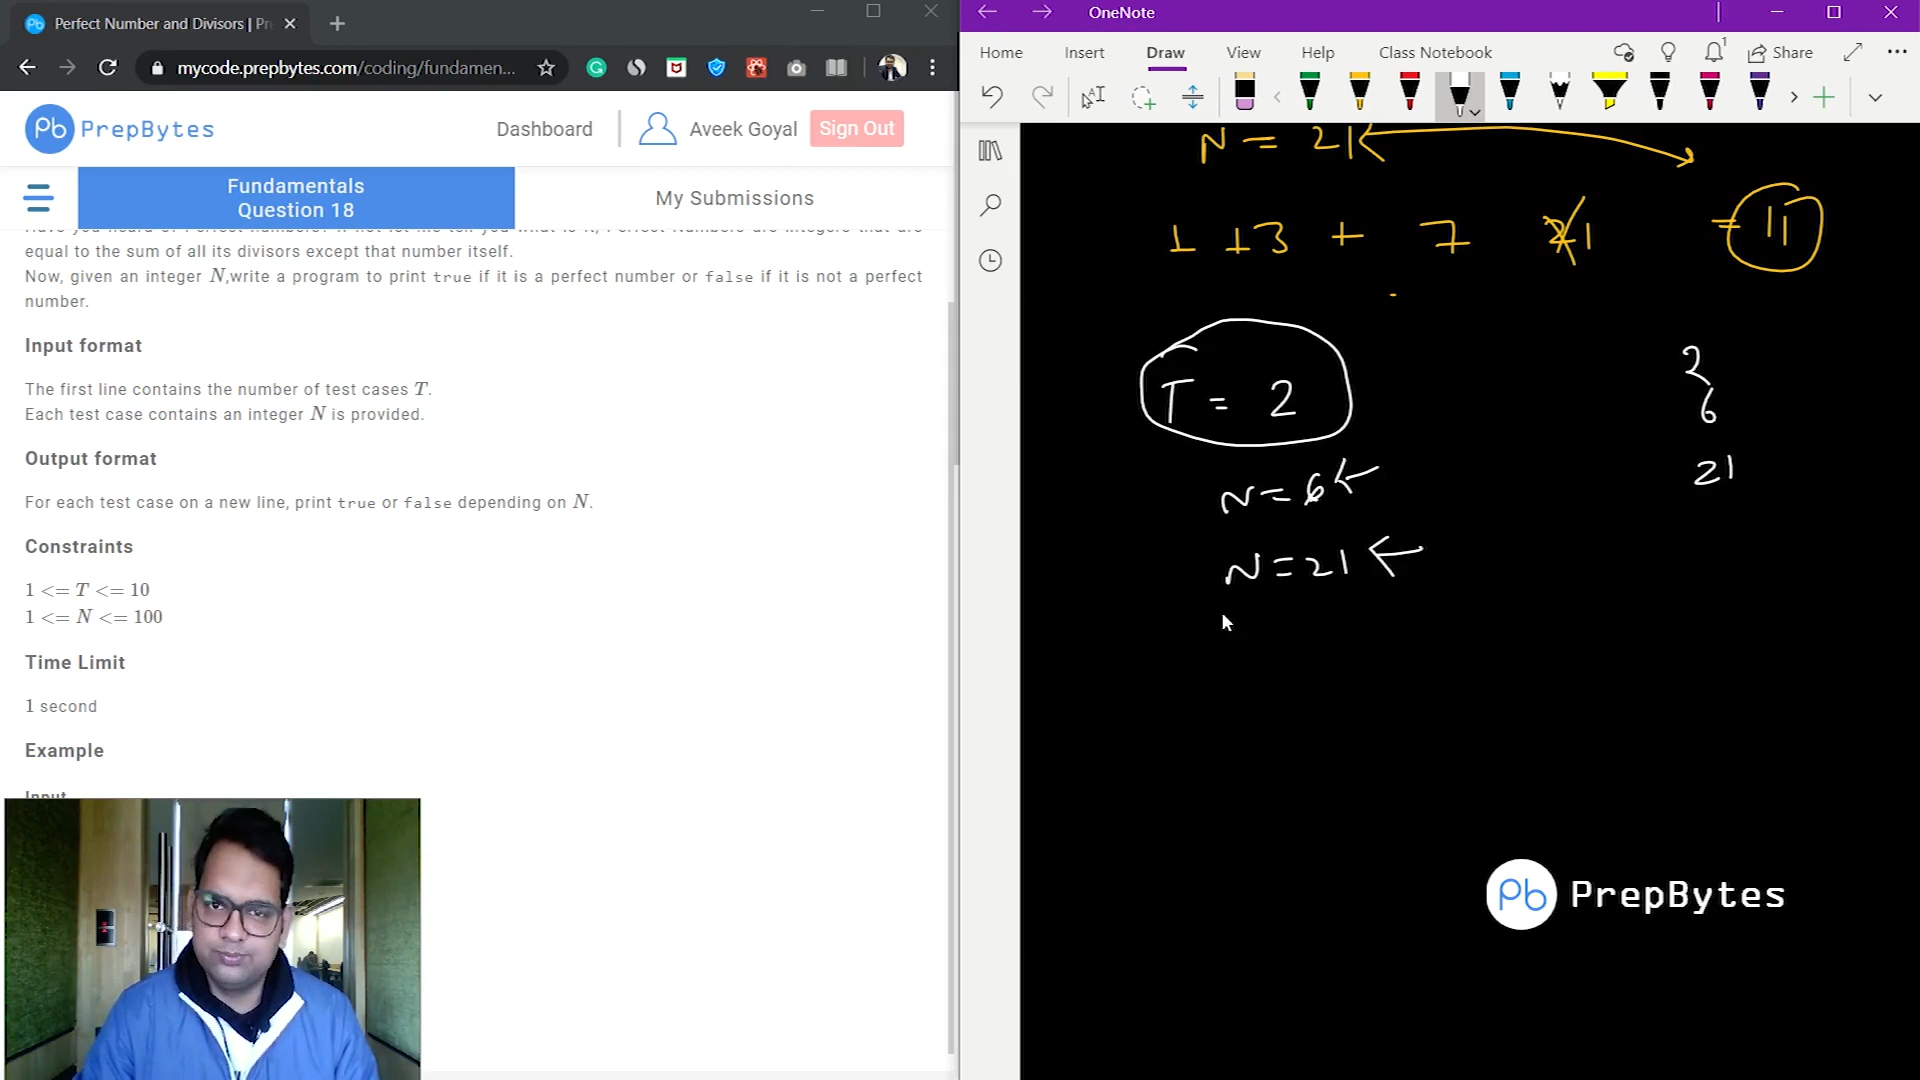 Perfect Number and Divisors | Pr
mycode.prepbytes.com/coding/fundamen...
Pb PrepBytes
Dashboard
Aveek Goyal
Sign Out
Fundamentals
Question 18
My Submissions
equal to the sum of all its divisors except that number itself.
Now, given an integer N,write a program to print true if it is a perfect number or false if it is not a perfect
number.
Input format
The first line contains the number of test cases T.
Each test case contains an integer N is provided.
Output format
For each test case on a new line, print true or false depending on N.
Constraints
1 <= T <= 10
1 <= N <= 100
Time Limit
1 second
Example
Input
OneNote
Home Insert Draw View Help Class Notebook
1
Share
N = 21
1 +3 + 7 21 = 11
T = 2
N=6
N=21
2
6
21
Pb PrepBytes